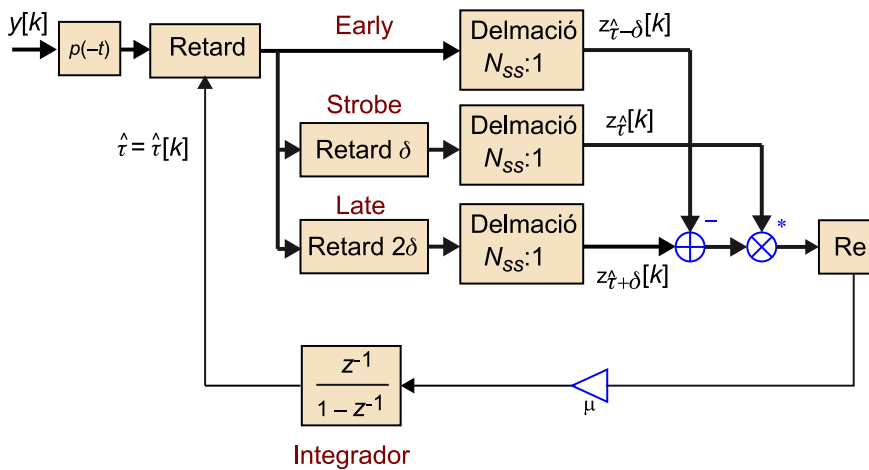 y[k]
p(−t)
Retard
Early
Delmació
N_ss:1
z_τ̂−δ[k]
Strobe
Retard δ
Delmació
N_ss:1
z_τ̂[k]
τ̂ = τ̂[k]
Late
Retard 2δ
Delmació
N_ss:1
z_τ̂+δ[k]
−
*
Re
z⁻¹
1 − z⁻¹
μ
Integrador